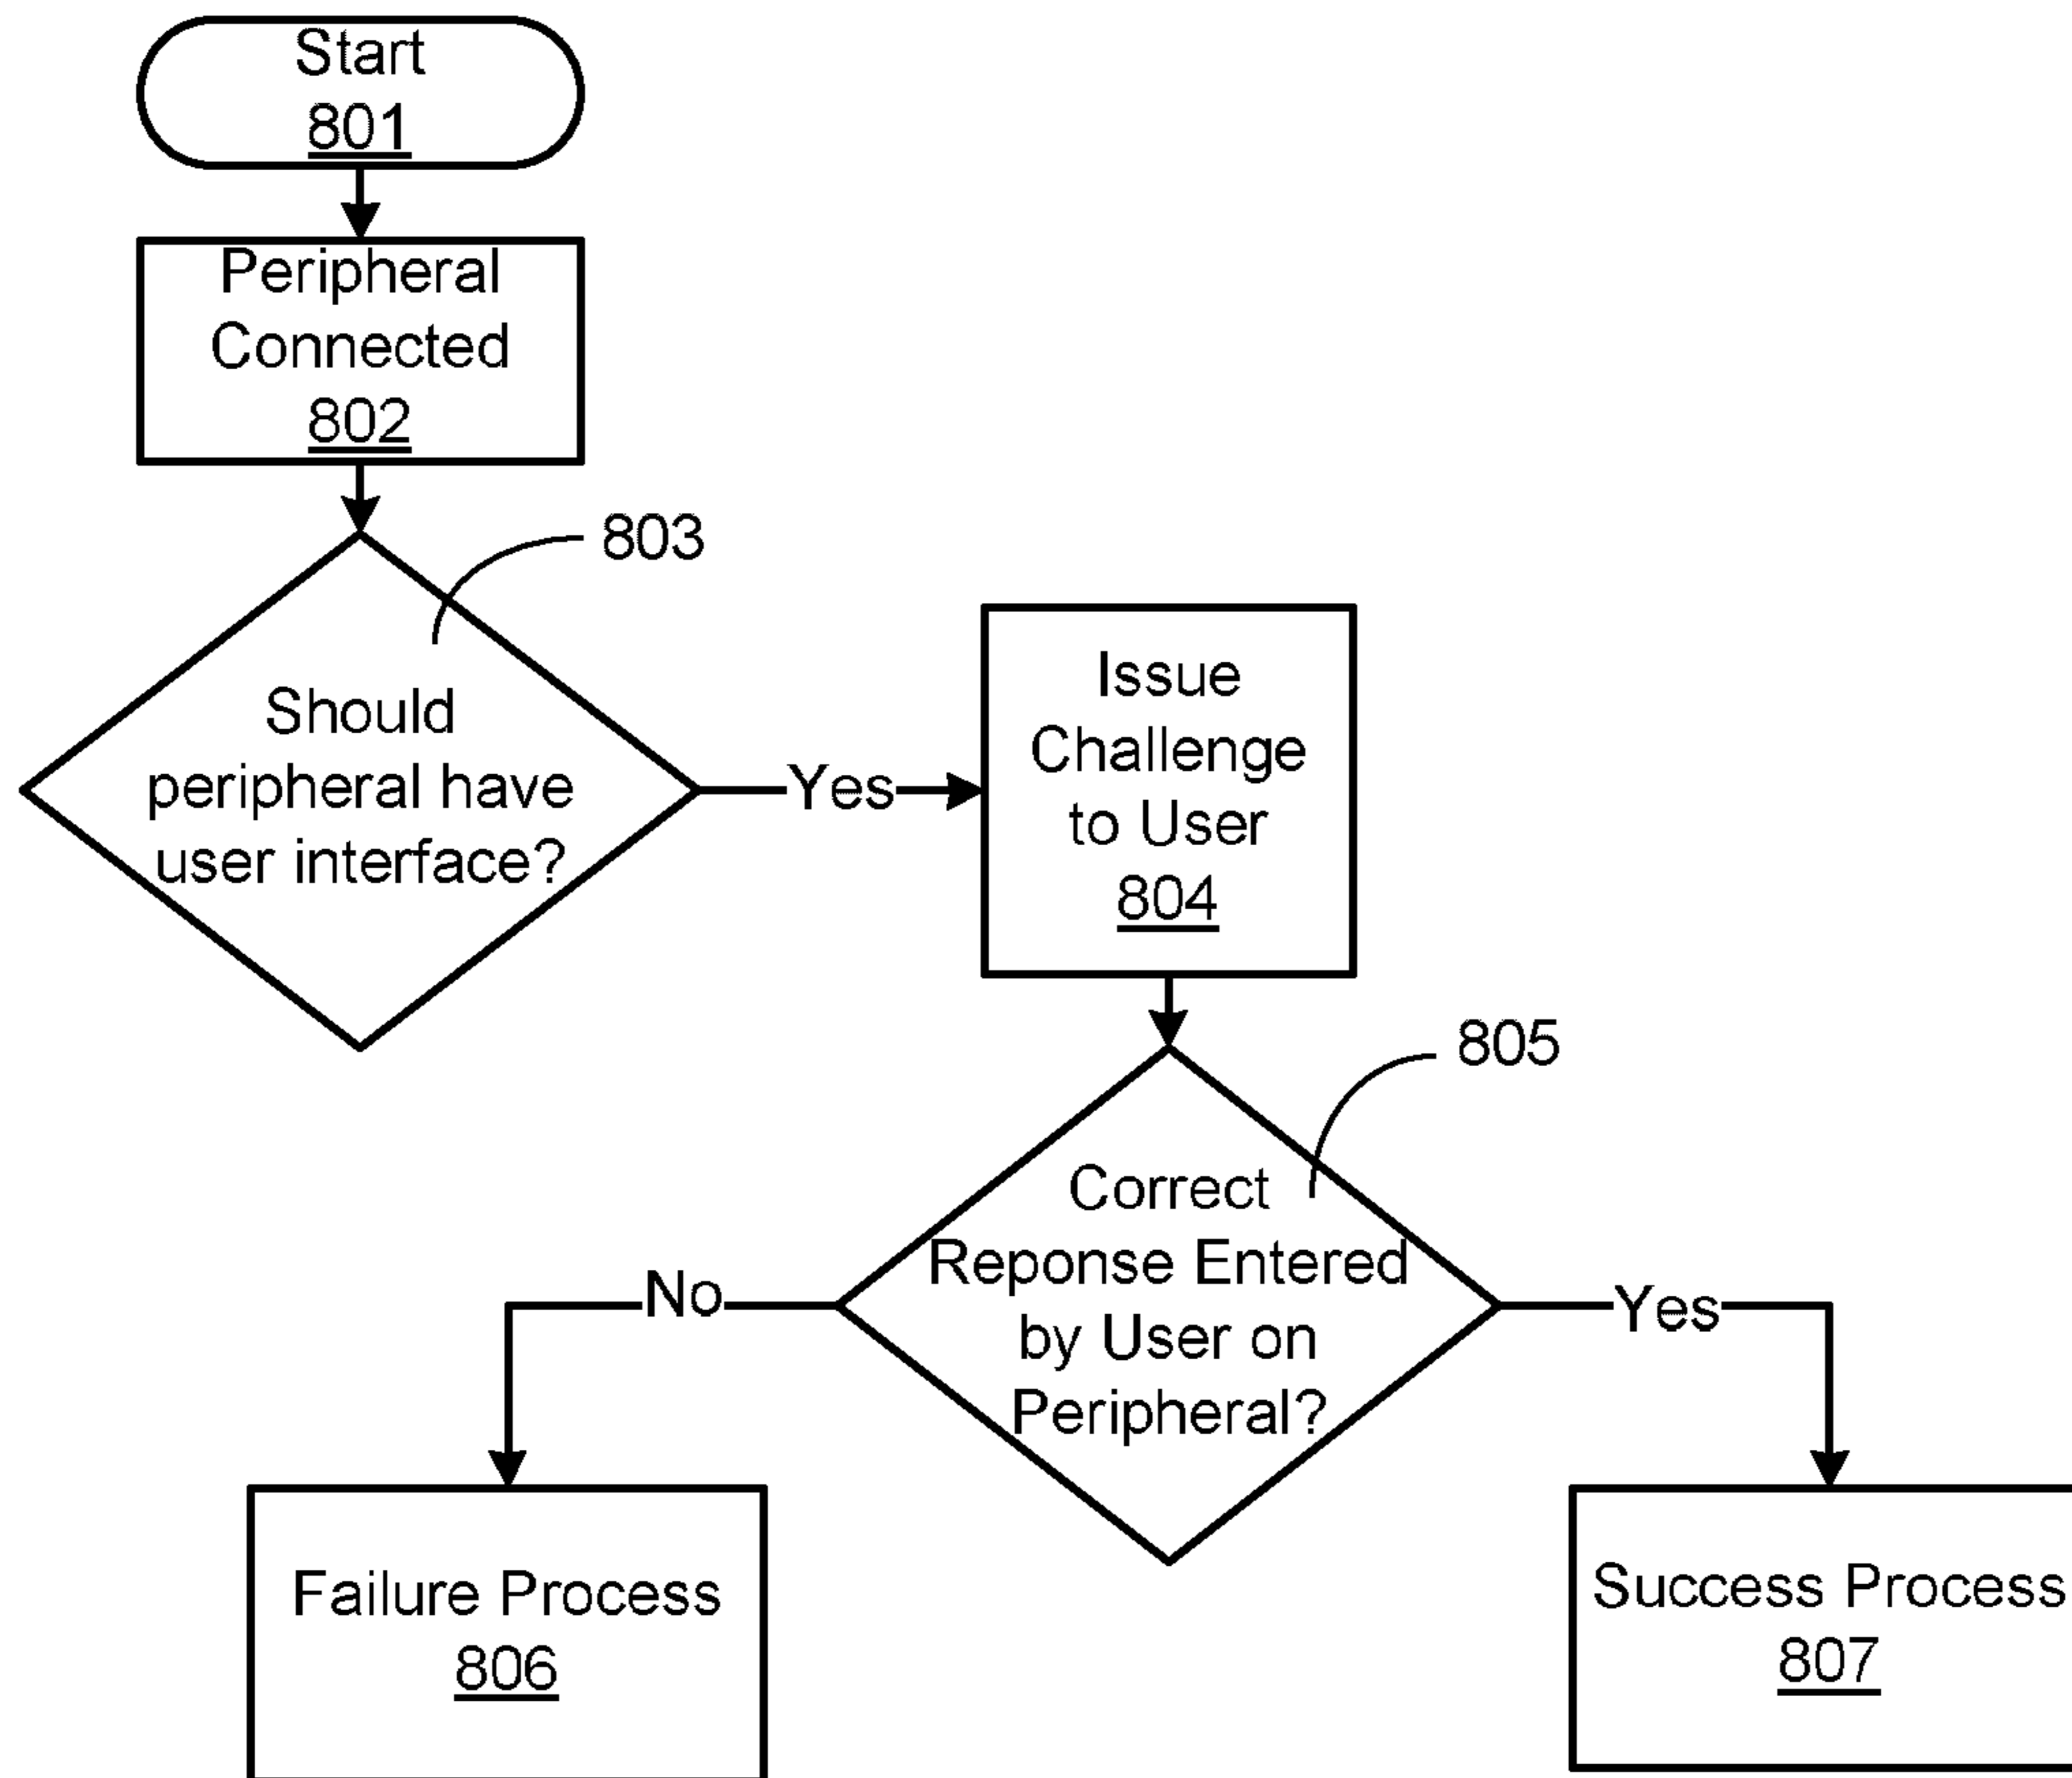 Start
801
Peripheral
Connected
802
803
Should
peripheral have
user interface?
Yes
Issue
Challenge
to User
804
805
Correct
Reponse Entered
by User on
Peripheral?
No
Yes
Failure Process
806
Success Process
807